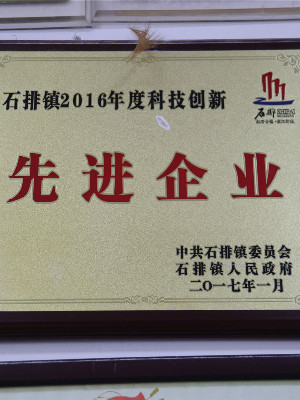 石排镇2016年度科技创新
石排
先进企业
中共石排镇委员会
石排镇人民政府
二〇一七年一月